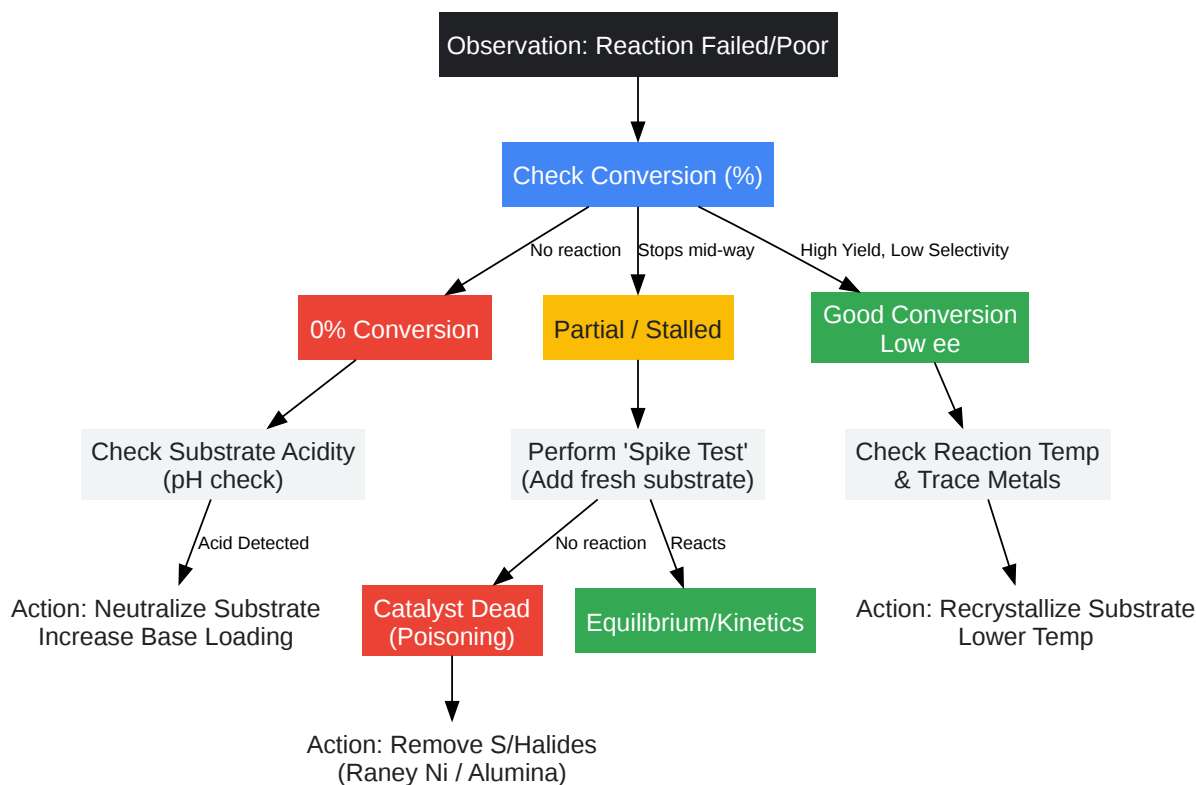 Observation: Reaction Failed/Poor
Check Conversion (%)
No reaction
Stops mid-way
High Yield, Low Selectivity
0% Conversion
Partial / Stalled
Good Conversion
Low ee
Check Substrate Acidity
(pH check)
Perform 'Spike Test'
(Add fresh substrate)
Check Reaction Temp
& Trace Metals
Acid Detected
No reaction
Reacts
Action: Neutralize Substrate
Increase Base Loading
Catalyst Dead
(Poisoning)
Equilibrium/Kinetics
Action: Recrystallize Substrate
Lower Temp
Action: Remove S/Halides
(Raney Ni / Alumina)